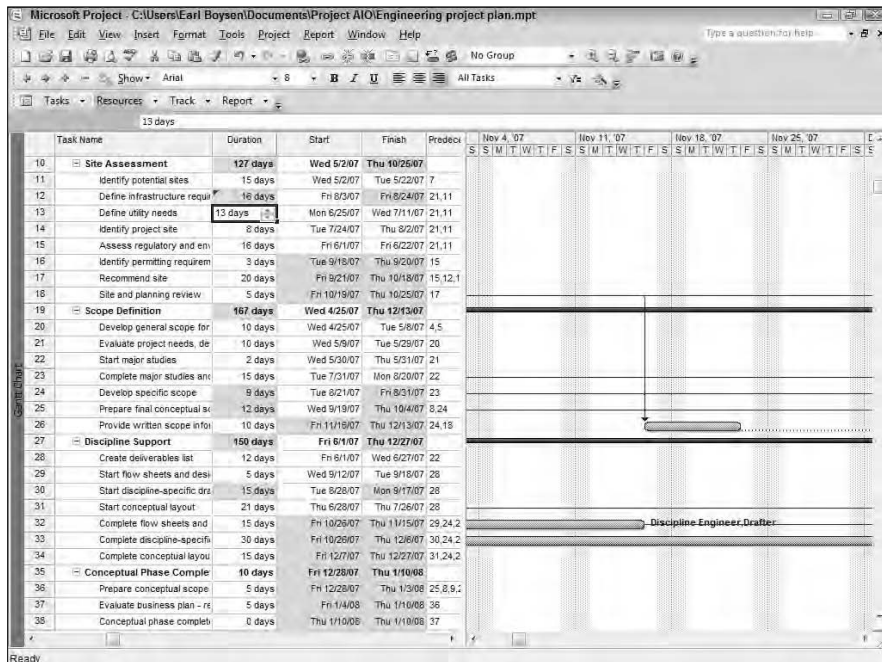 Microsoft Project - C:\Users\Earl Boysen\Documents\Project AIO\Engineering project plan.mpt
File Edit View Insert Format Tools Project Report Window Help Type a question for help
No Group
Show Arial 8 B I U All Tasks
Tasks Resources Track Report
13 days
Task Name Duration Start Finish Predece Nov 4, '07 Nov 11, '07 Nov 18, '07 Nov 25, '07
S S M T W T F S S M T W T F S S M T W T F S S M T W T F S S
10 Site Assessment 127 days Wed 5/2/07 Thu 10/25/07
11 Identify potential sites 15 days Wed 5/2/07 Tue 5/22/07 7
12 Define infrastructure requir 16 days Fri 8/3/07 Fri 8/24/07 21,11
13 Define utility needs 13 days Mon 6/25/07 Wed 7/11/07 21,11
14 Identify project site 8 days Tue 7/24/07 Thu 8/2/07 21,11
15 Assess regulatory and env 16 days Fri 6/1/07 Fri 6/22/07 21,11
16 Identify permitting requirem 3 days Tue 9/18/07 Thu 9/20/07 15
17 Recommend site 20 days Fri 9/21/07 Thu 10/18/07 15,12,1
18 Site and planning review 5 days Fri 10/19/07 Thu 10/25/07 17
19 Scope Definition 167 days Wed 4/25/07 Thu 12/13/07
20 Develop general scope for 10 days Wed 4/25/07 Tue 5/8/07 4,5
21 Evaluate project needs, de 10 days Wed 5/9/07 Tue 5/29/07 20
22 Start major studies 2 days Wed 5/30/07 Thu 5/31/07 21
23 Complete major studies and 15 days Tue 7/31/07 Mon 8/20/07 22
24 Develop specific scope 9 days Tue 8/21/07 Fri 8/31/07 23
25 Prepare final conceptual sc 12 days Wed 9/19/07 Thu 10/4/07 8,24
26 Provide written scope infor 10 days Fri 11/16/07 Thu 12/13/07 24,18
27 Discipline Support 150 days Fri 6/1/07 Thu 12/27/07
28 Create deliverables list 12 days Fri 6/1/07 Wed 6/27/07 22
29 Start flow sheets and desi 5 days Wed 9/12/07 Tue 9/18/07 28
30 Start discipline-specific dra 15 days Tue 8/28/07 Mon 9/17/07 28
31 Start conceptual layout 21 days Thu 6/28/07 Thu 7/26/07 28
32 Complete flow sheets and 15 days Fri 10/26/07 Thu 11/15/07 29,24,2 Discipline Engineer,Drafter
33 Complete discipline-specifi 30 days Fri 10/26/07 Thu 12/6/07 30,24,2
34 Complete conceptual layou 15 days Fri 12/7/07 Thu 12/27/07 31,24,2
35 Conceptual Phase Comple 10 days Fri 12/28/07 Thu 1/10/08
36 Prepare conceptual scope 5 days Fri 12/28/07 Thu 1/3/08 25,8,9,2
37 Evaluate business plan - re 5 days Fri 1/4/08 Thu 1/10/08 36
38 Conceptual phase complet 0 days Thu 1/10/08 Thu 1/10/08 37
Gantt Chart
Ready